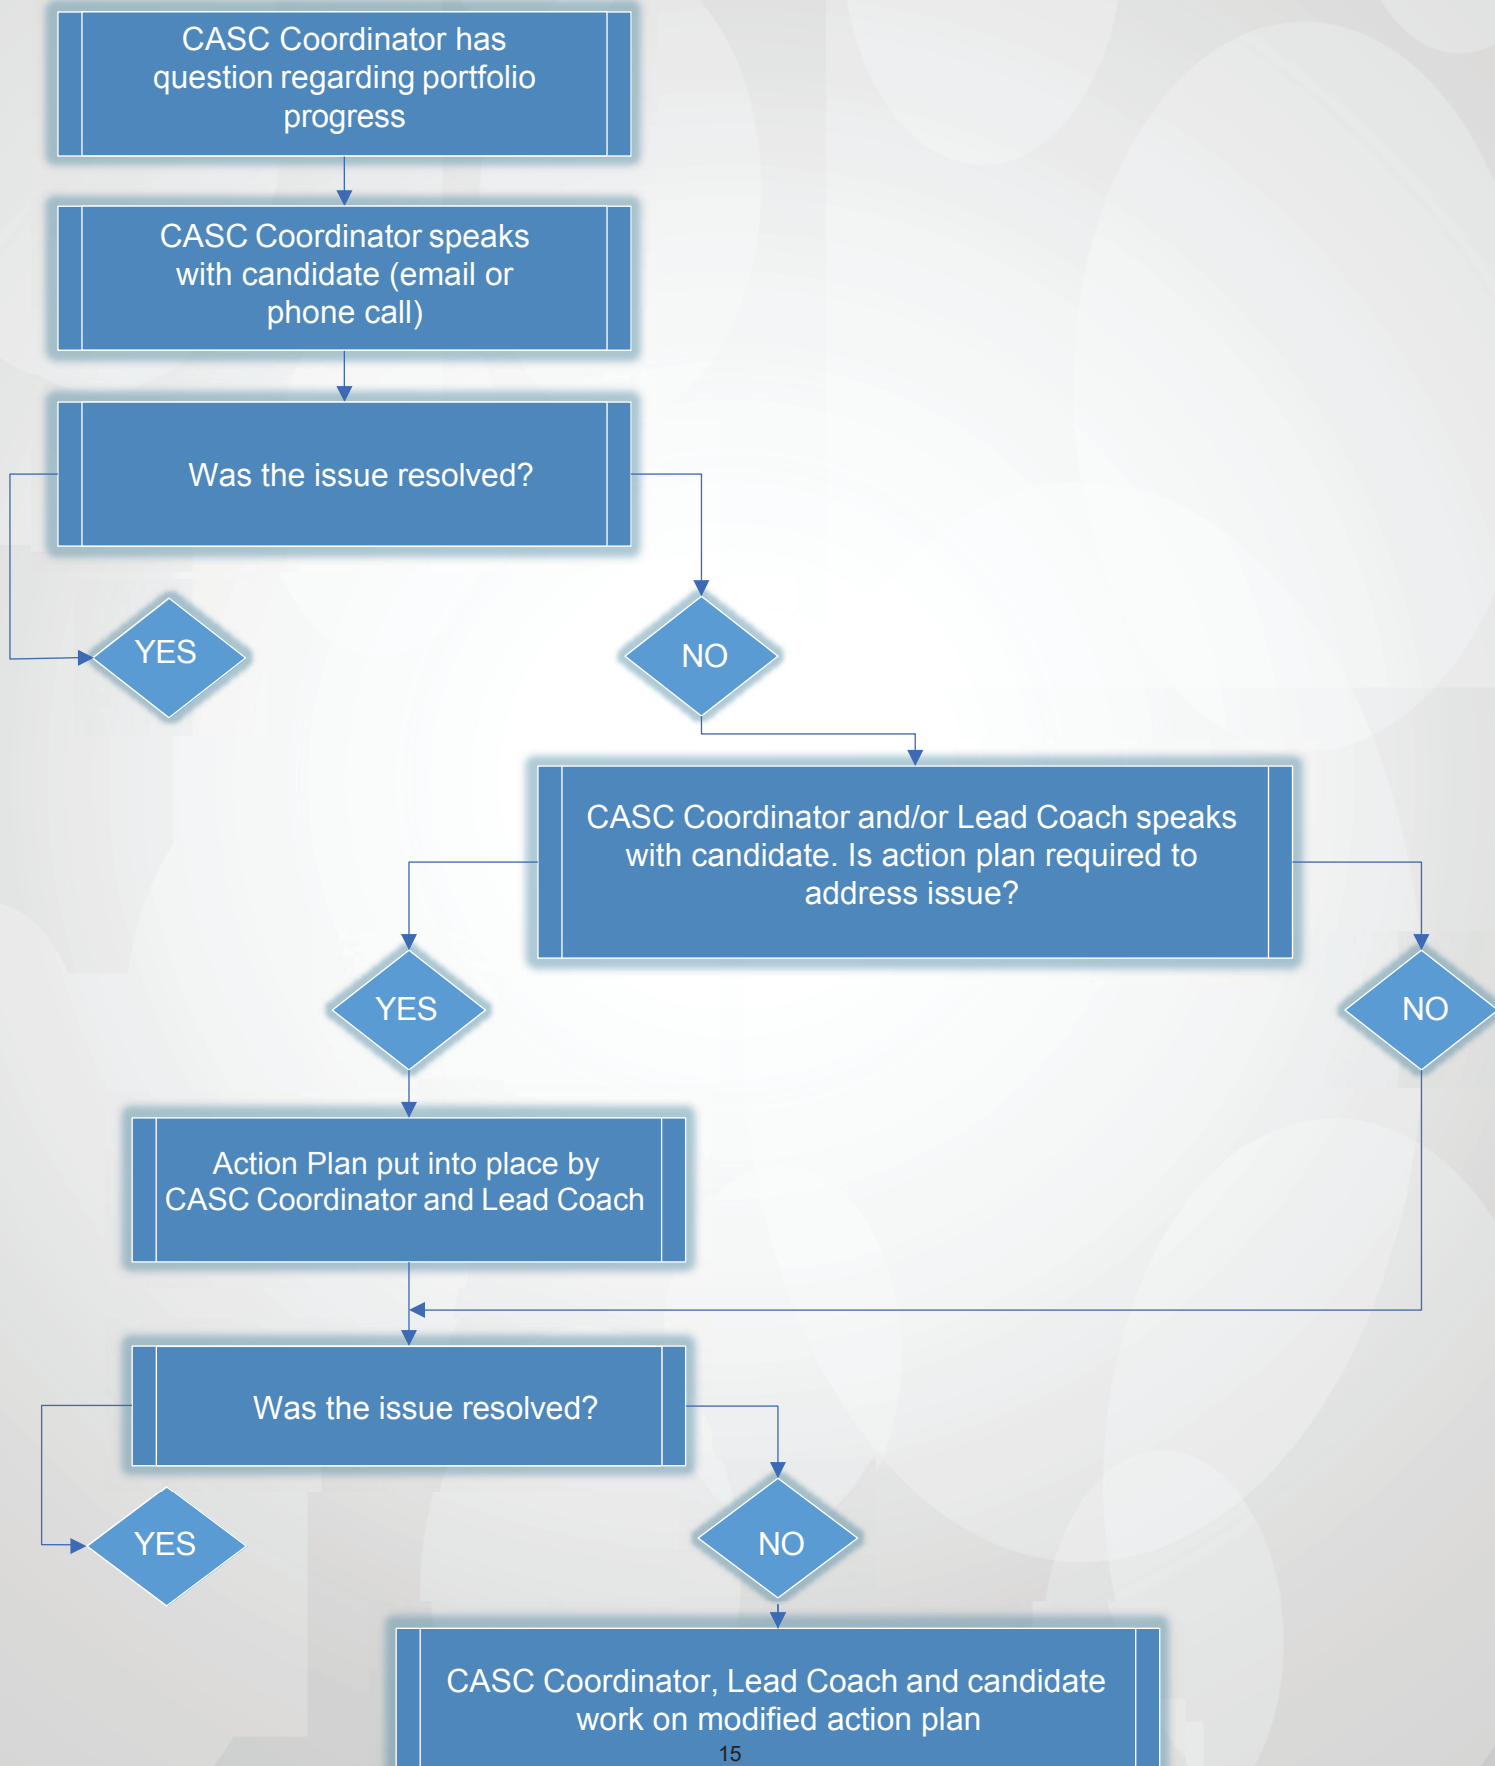 CASC Coordinator has
question regarding portfolio
progress
CASC Coordinator speaks
with candidate (email or
phone call)
Was the issue resolved?
YES
NO
CASC Coordinator and/or Lead Coach speaks
with candidate. Is action plan required to
address issue?
YES
NO
Action Plan put into place by
CASC Coordinator and Lead Coach
Was the issue resolved?
YES
NO
CASC Coordinator, Lead Coach and candidate
work on modified action plan
15